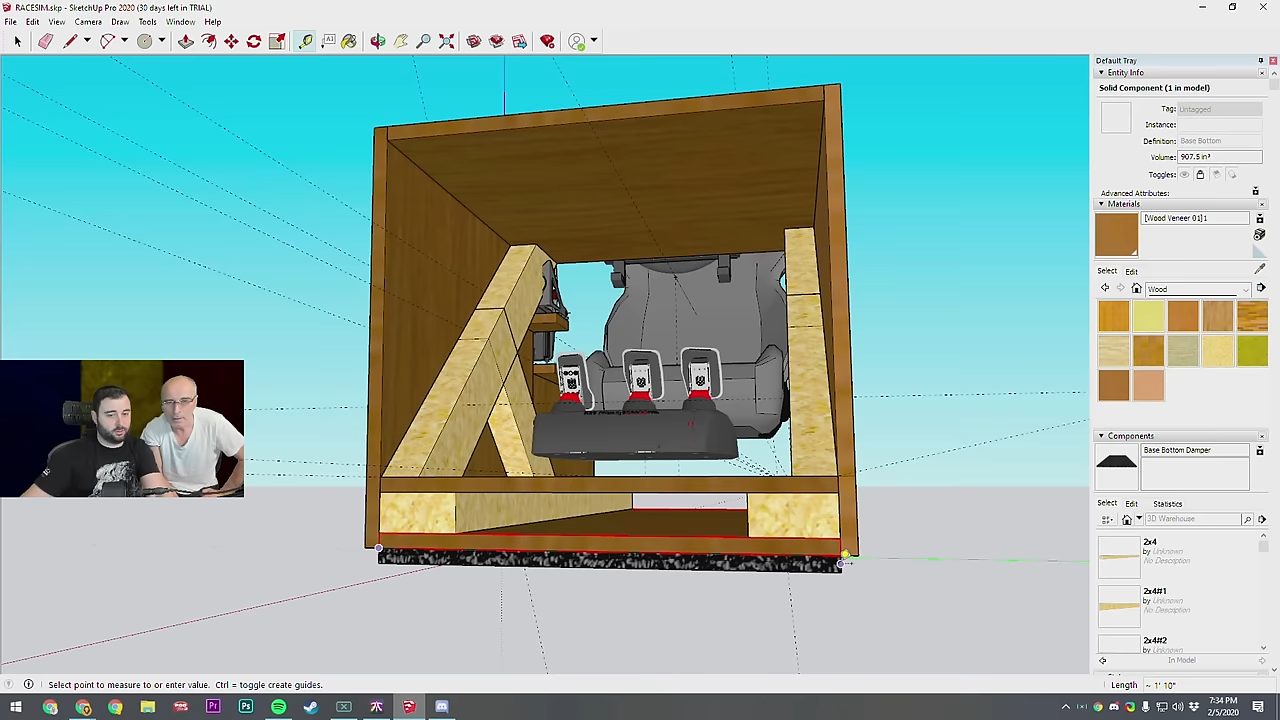 RACESIM.skp - SketchUp Pro 2020 (30 days left in TRIAL)
File Edit View Camera Draw Tools Window Help
Default Tray
Entity Info
Solid Component (1 in model)
Tag: Untagged
Instance:
Definition: Base Bottom
Volume: 907.5 in³
Toggles:
Advanced Attributes:
Materials
[Wood Veneer 01]1
Select Edit
Wood
Components
Base Bottom Damper
Select Edit Statistics
3D Warehouse
2x4
by Unknown
No Description
2x4#1
by Unknown
No Description
2x4#2
by Unknown
In Model
Select point to measure to or enter value. Ctrl = toggle create guides.
Length ~ 1' 10"
7:34 PM
2/5/2020